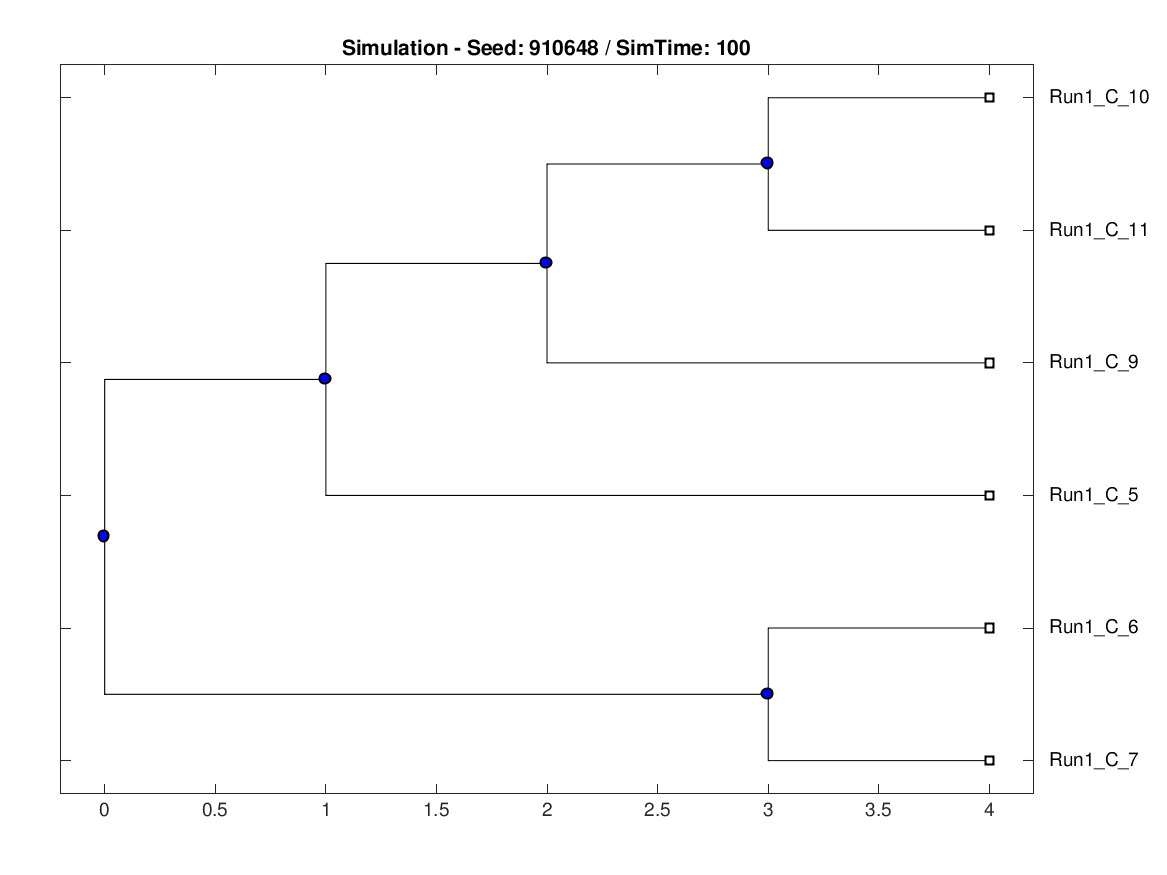 Simulation - Seed: 910648 / SimTime: 100
Run1_C_10
Run1_C_11
Run1_C_9
Run1_C_5
Run1_C_6
Run1_C_7
0 0.5 1 1.5 2 2.5 3 3.5 4